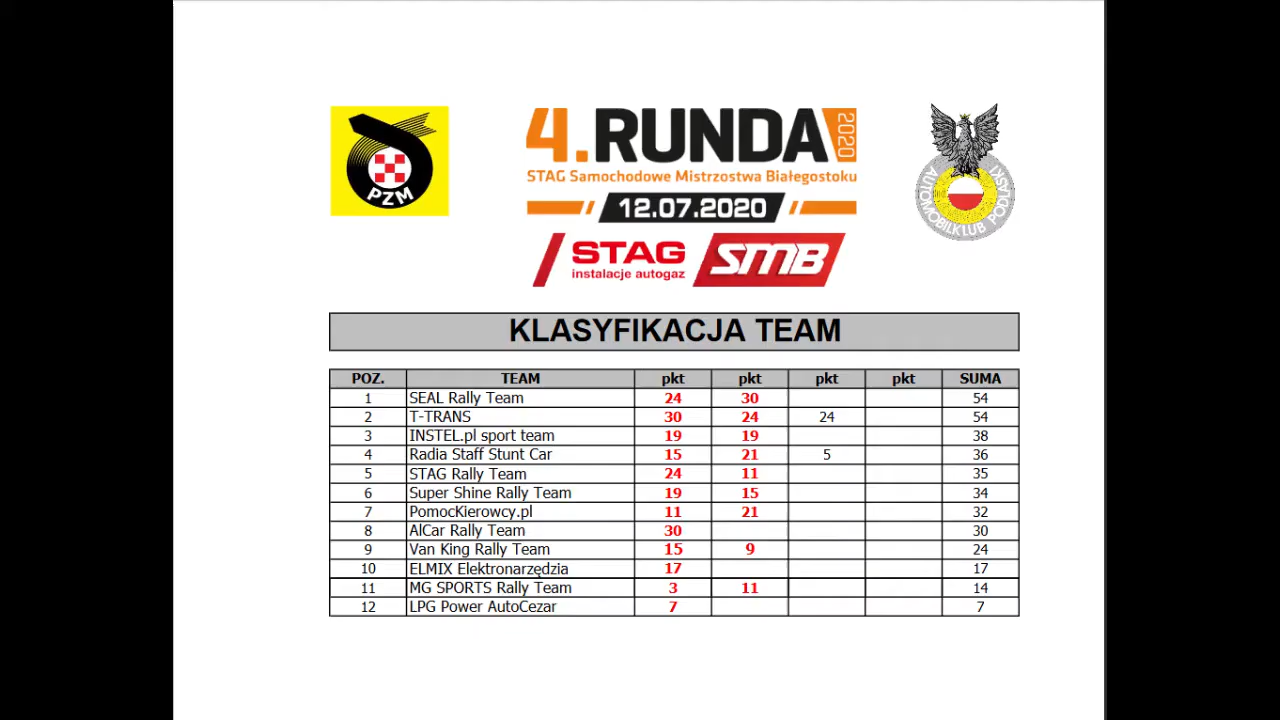 PZM
4.RUNDA 2020
STAG Samochodowe Mistrzostwa Białegostoku
12.07.2020
STAG SMB
instalacje autogaz
AUTOMOBILKLUB PODLASKI
KLASYFIKACJA TEAM
POZ. TEAM pkt pkt pkt pkt SUMA
1 SEAL Rally Team 24 30 54
2 T-TRANS 30 24 24 54
3 INSTEL.pl sport team 19 19 38
4 Radia Staff Stunt Car 15 21 5 36
5 STAG Rally Team 24 11 35
6 Super Shine Rally Team 19 15 34
7 PomocKierowcy.pl 11 21 32
8 AlCar Rally Team 30 30
9 Van King Rally Team 15 9 24
10 ELMIX Elektronarzędzia 17 17
11 MG SPORTS Rally Team 3 11 14
12 LPG Power AutoCezar 7 7